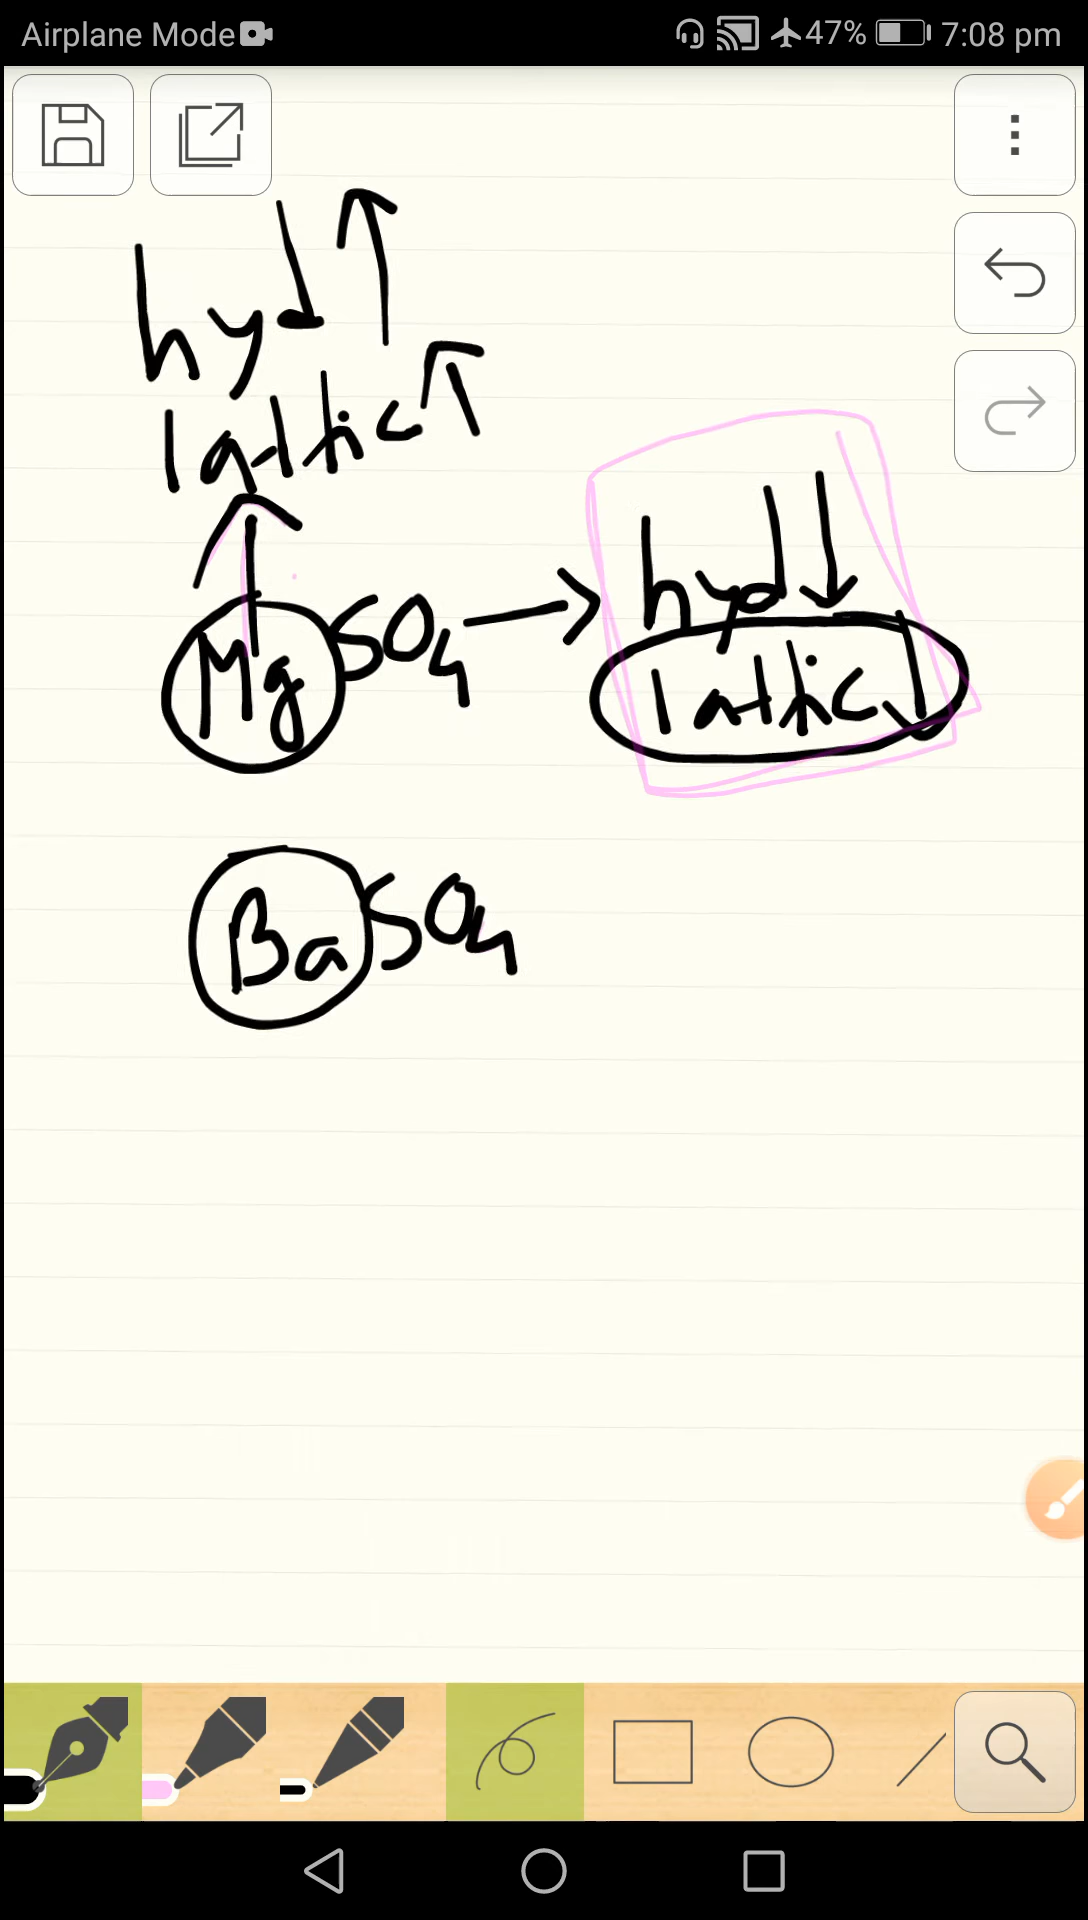 Airplane Mode 47% 7:08 pm
hyd ↑
lattic ↑
↑
MgSO4 → hyd ↓
lattic ↓
BaSO4